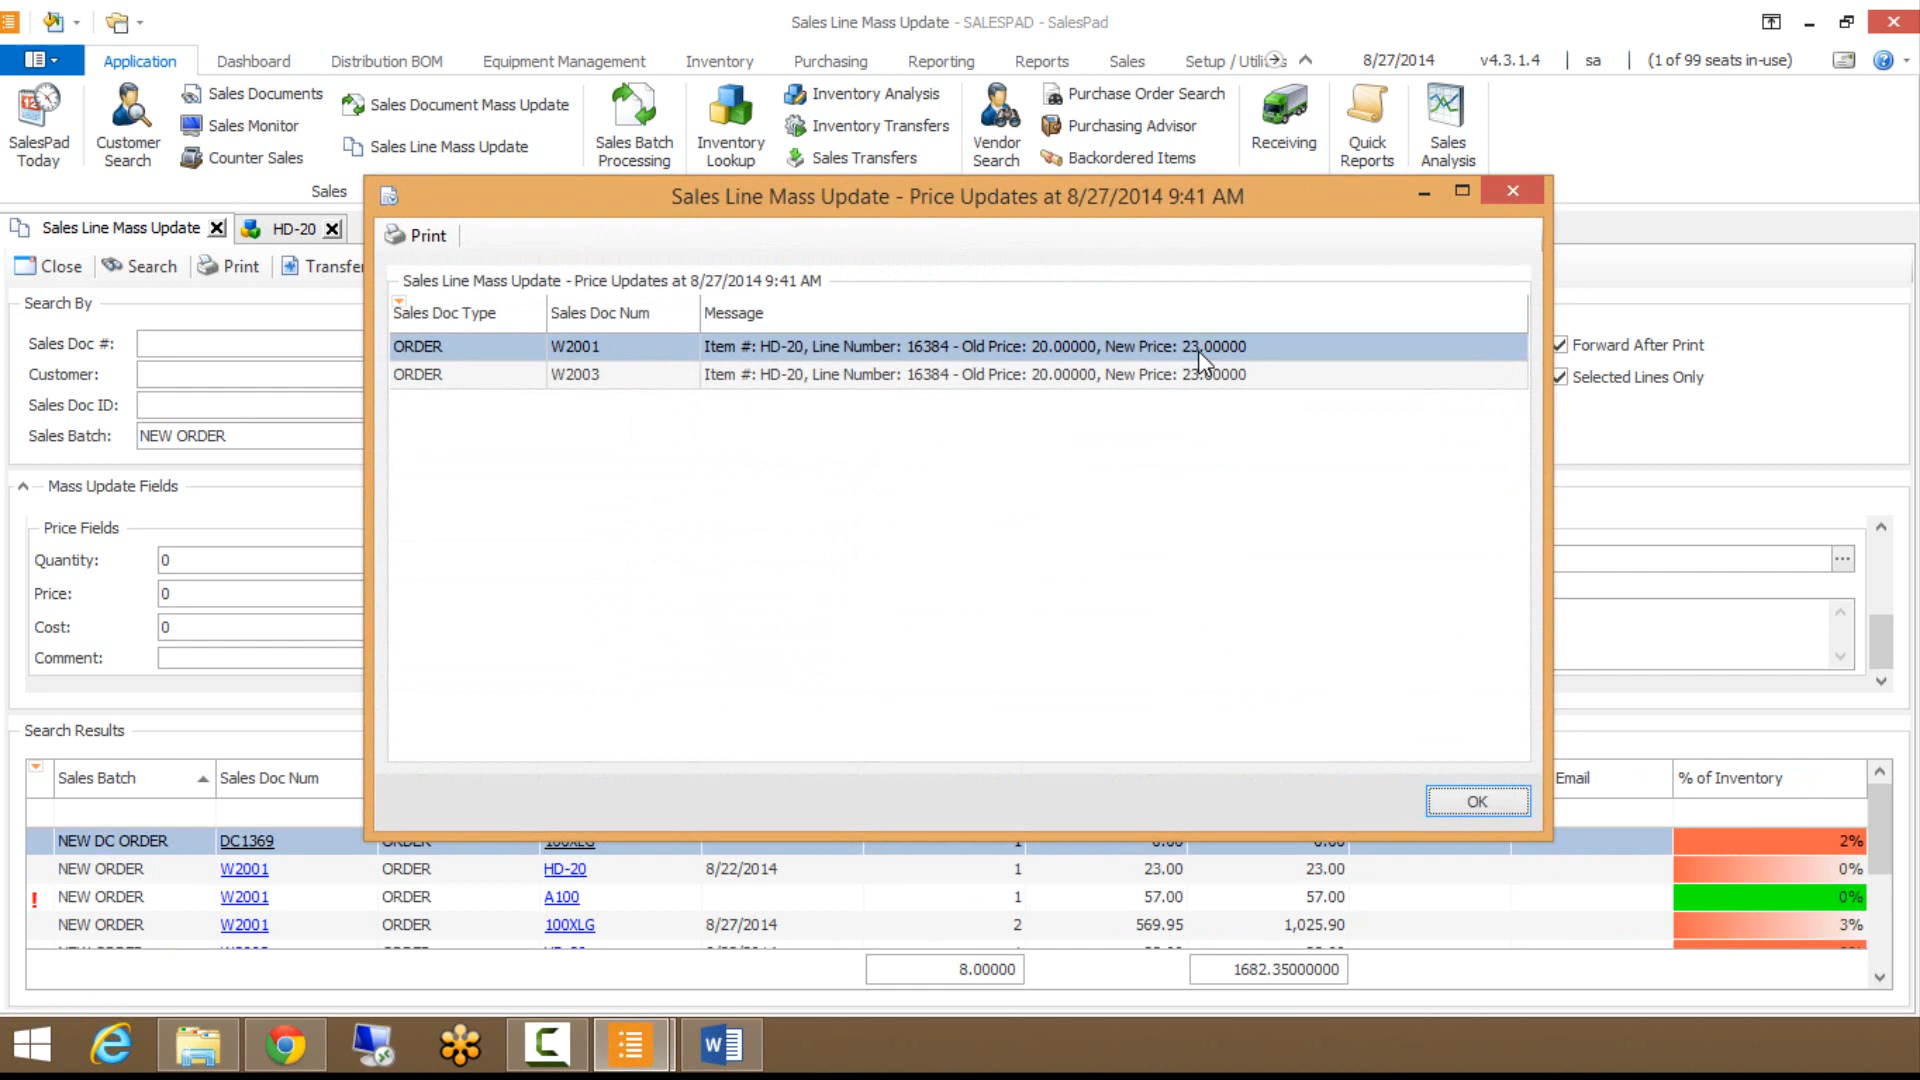 Sales Line Mass Update - SALESPAD - SalesPad
Application Dashboard Distribution BOM Equipment Management Inventory Purchasing Reporting Reports Sales Setup / Utilities 8/27/2014 v4.3.1.4 | sa | (1 of 99 seats in-use)
SalesPad Today
Customer Search
Sales Documents
Sales Monitor
Counter Sales
Sales Document Mass Update
Sales Line Mass Update
Sales Batch Processing
Inventory Lookup
Inventory Analysis
Inventory Transfers
Sales Transfers
Vendor Search
Purchase Order Search
Purchasing Advisor
Backordered Items
Receiving
Quick Reports
Sales Analysis
Sales
Sales Line Mass Update HD-20
Close Search Print Transfer
Sales Line Mass Update - Price Updates at 8/27/2014 9:41 AM
Print
Sales Line Mass Update - Price Updates at 8/27/2014 9:41 AM
Sales Doc Type Sales Doc Num Message
ORDER W2001 Item #: HD-20, Line Number: 16384 - Old Price: 20.00000, New Price: 23.00000
ORDER W2003 Item #: HD-20, Line Number: 16384 - Old Price: 20.00000, New Price: 23.00000
OK
Search By
Sales Doc #:
Customer:
Sales Doc ID:
Sales Batch: NEW ORDER
Forward After Print
Selected Lines Only
Mass Update Fields
Price Fields
Quantity: 0
Price: 0
Cost: 0
Comment:
...
Search Results
Sales Batch Sales Doc Num Email % of Inventory
NEW DC ORDER DC1369 ORDER 100XLG 1 0.00 0.00 2%
NEW ORDER W2001 ORDER HD-20 8/22/2014 1 23.00 23.00 0%
! NEW ORDER W2001 ORDER A100 1 57.00 57.00 0%
NEW ORDER W2001 ORDER 100XLG 8/27/2014 2 569.95 1,025.90 3%
8.00000 1682.35000000